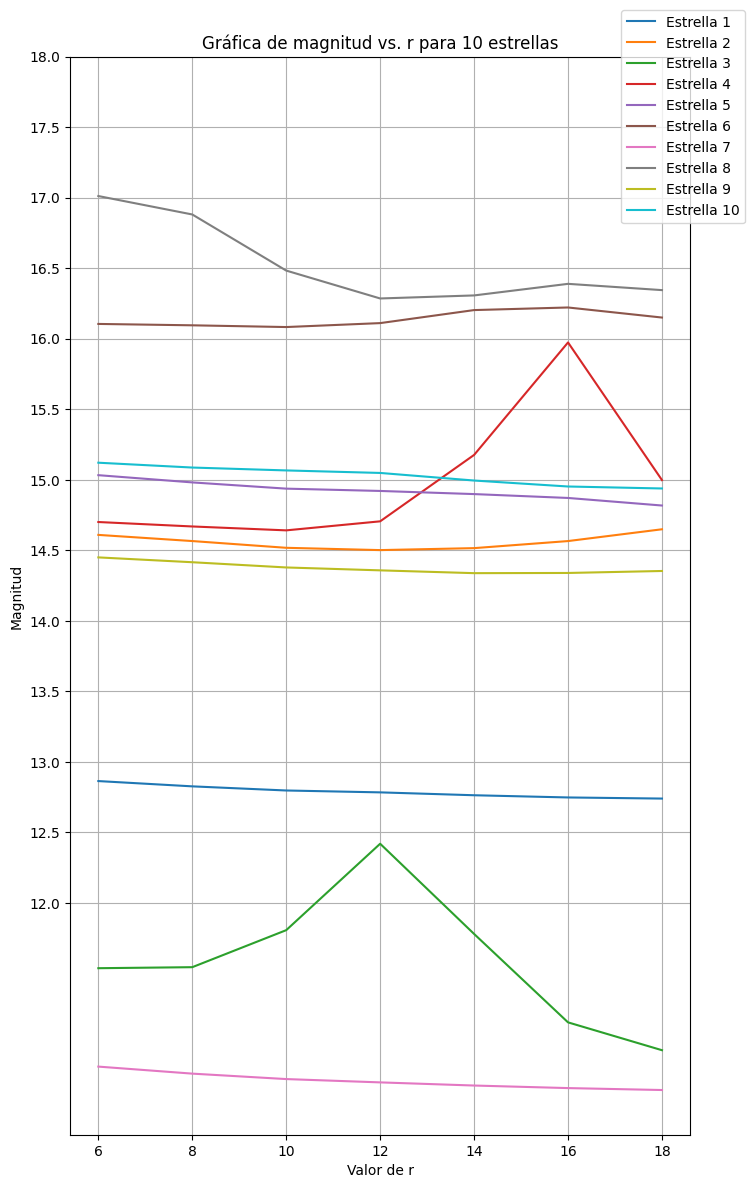 Gráfica de magnitud vs. r para 10 estrellas
Estrella 1
Estrella 2
Estrella 3
Estrella 4
Estrella 5
Estrella 6
Estrella 7
Estrella 8
Estrella 9
Estrella 10
18.0
17.5
17.0
16.5
16.0
15.5
15.0
14.5
14.0
13.5
13.0
12.5
12.0
Magnitud
6 8 10 12 14 16 18
Valor de r